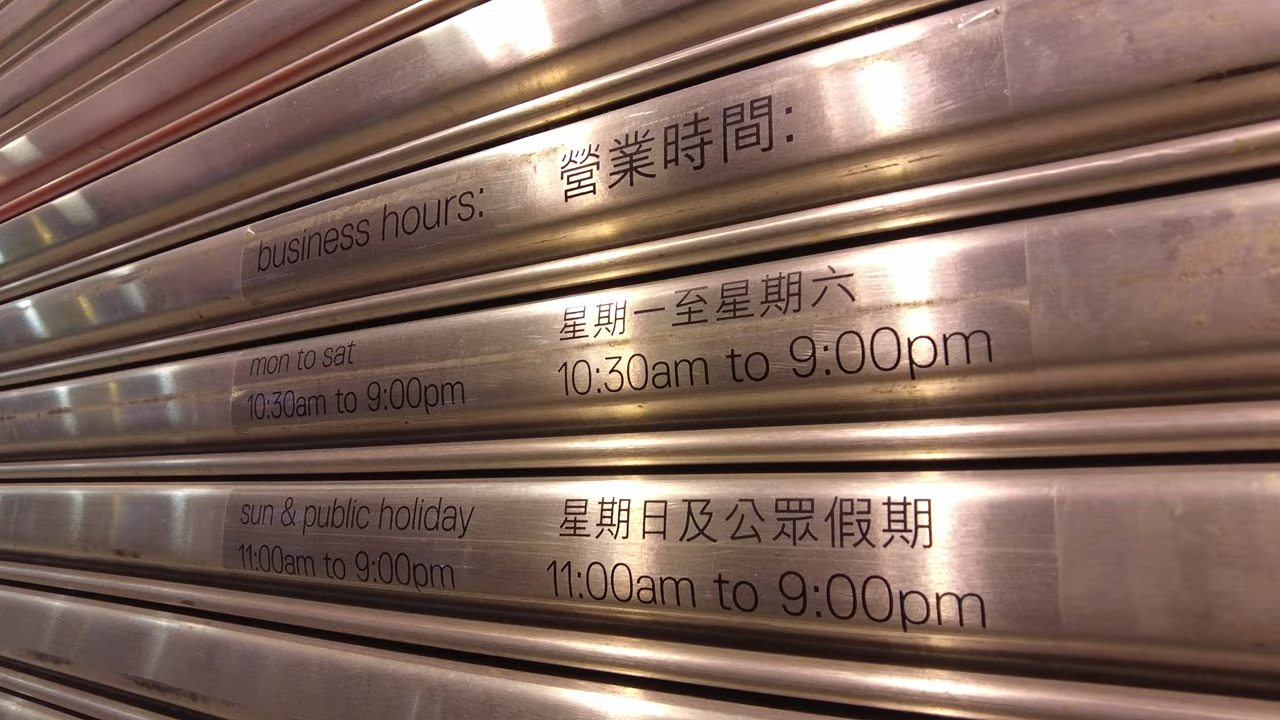 business hours: 營業時間:
mon to sat 星期一至星期六
10:30am to 9:00pm 10:30am to 9:00pm
sun & public holiday 星期日及公眾假期
11:00am to 9:00pm 11:00am to 9:00pm